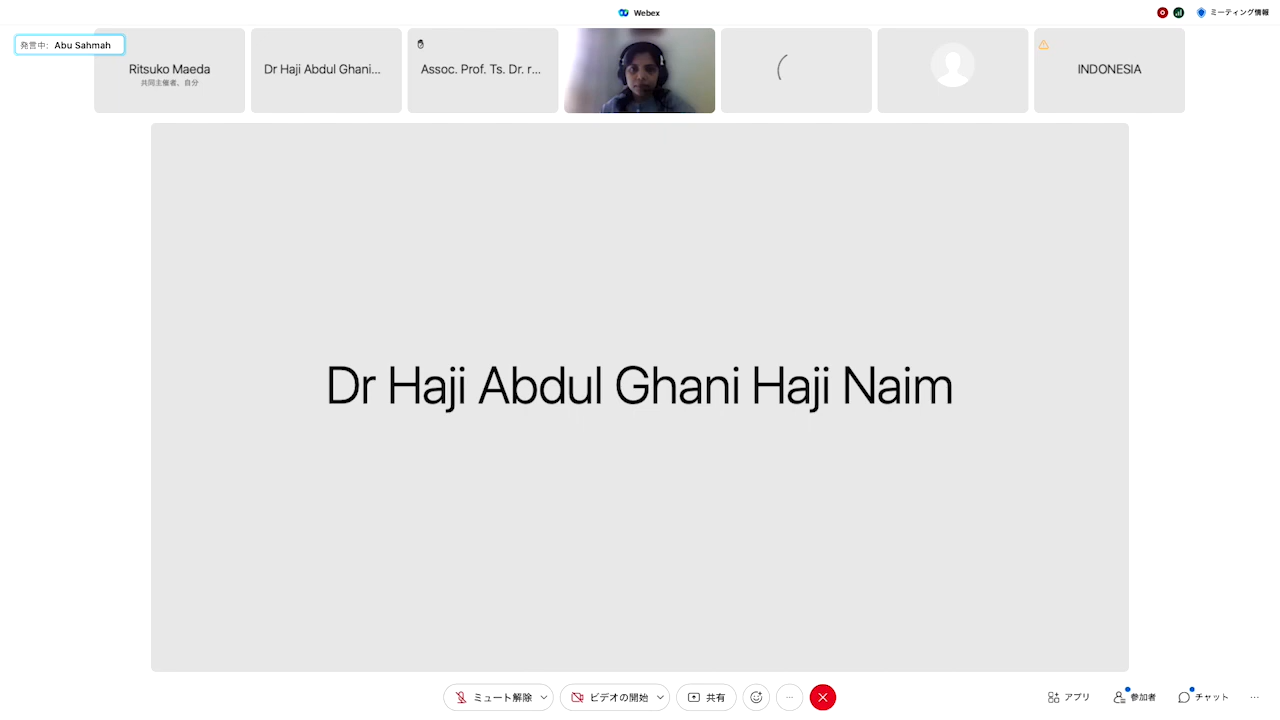 Webex
ミーティング情報
発言中: Abu Sahmah
Ritsuko Maeda
共同主催者、自分
Dr Haji Abdul Ghani...
Assoc. Prof. Ts. Dr. r...
INDONESIA
Dr Haji Abdul Ghani Haji Naim
ミュート解除
ビデオの開始
共有
アプリ
参加者
チャット